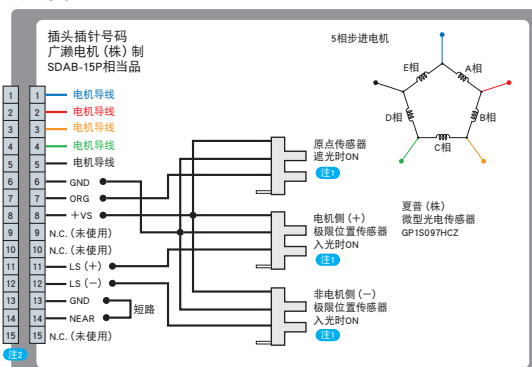 插头插针号码
广濑电机（株）制
SDAB-15P相当品
5相步进电机
E相
A相
D相
B相
C相
1 1 电机导线
2 2 电机导线
3 3 电机导线
4 4 电机导线
5 5 电机导线
6 6 GND
7 7 ORG
8 8 +VS
9 9 N.C.（未使用）
10 10 N.C.（未使用）
11 11 LS（+）
12 12 LS（−）
13 13 GND
14 14 NEAR
短路
15 15 N.C.（未使用）
注2
原点传感器
遮光时ON
注1
电机侧（+）
极限位置传感器
入光时ON
注1
非电机侧（−）
极限位置传感器
入光时ON
注1
夏普（株）
微型光电传感器
GP1S097HCZ